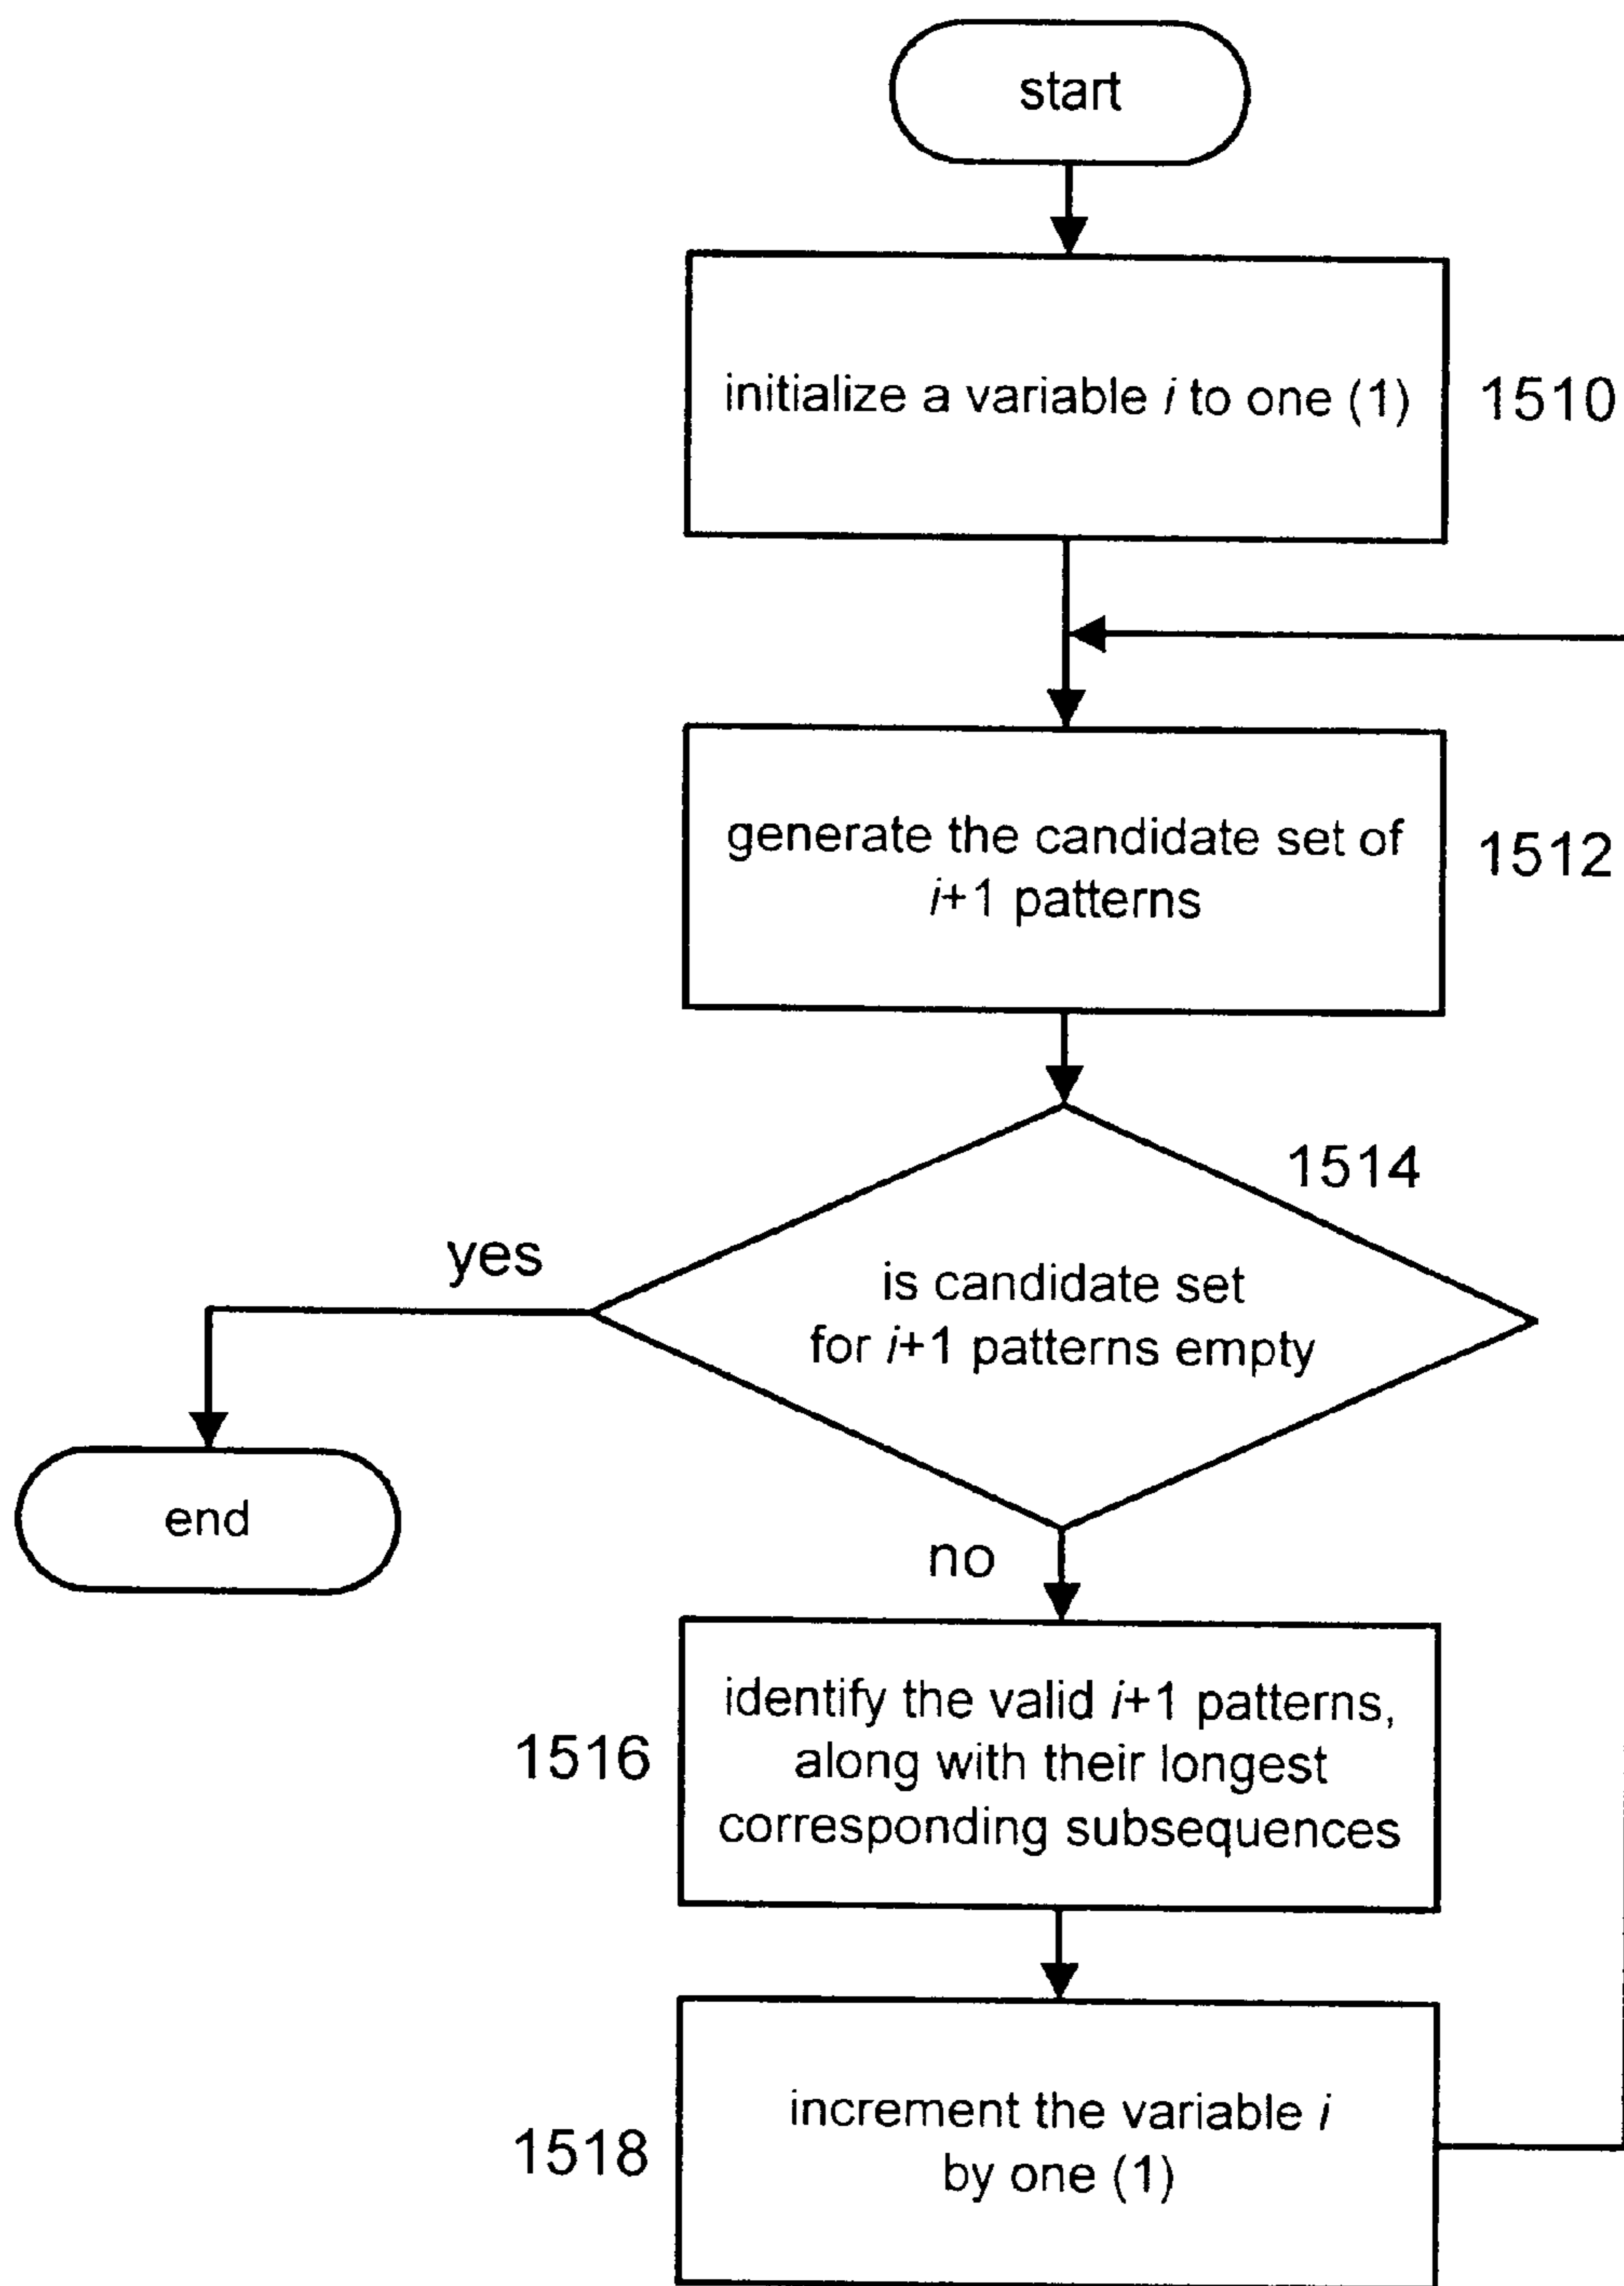 start
initialize a variable i to one (1)
1510
generate the candidate set of
i+1 patterns
1512
1514
yes
is candidate set
for i+1 patterns empty
end
no
1516
identify the valid i+1 patterns,
along with their longest
corresponding subsequences
1518
increment the variable i
by one (1)